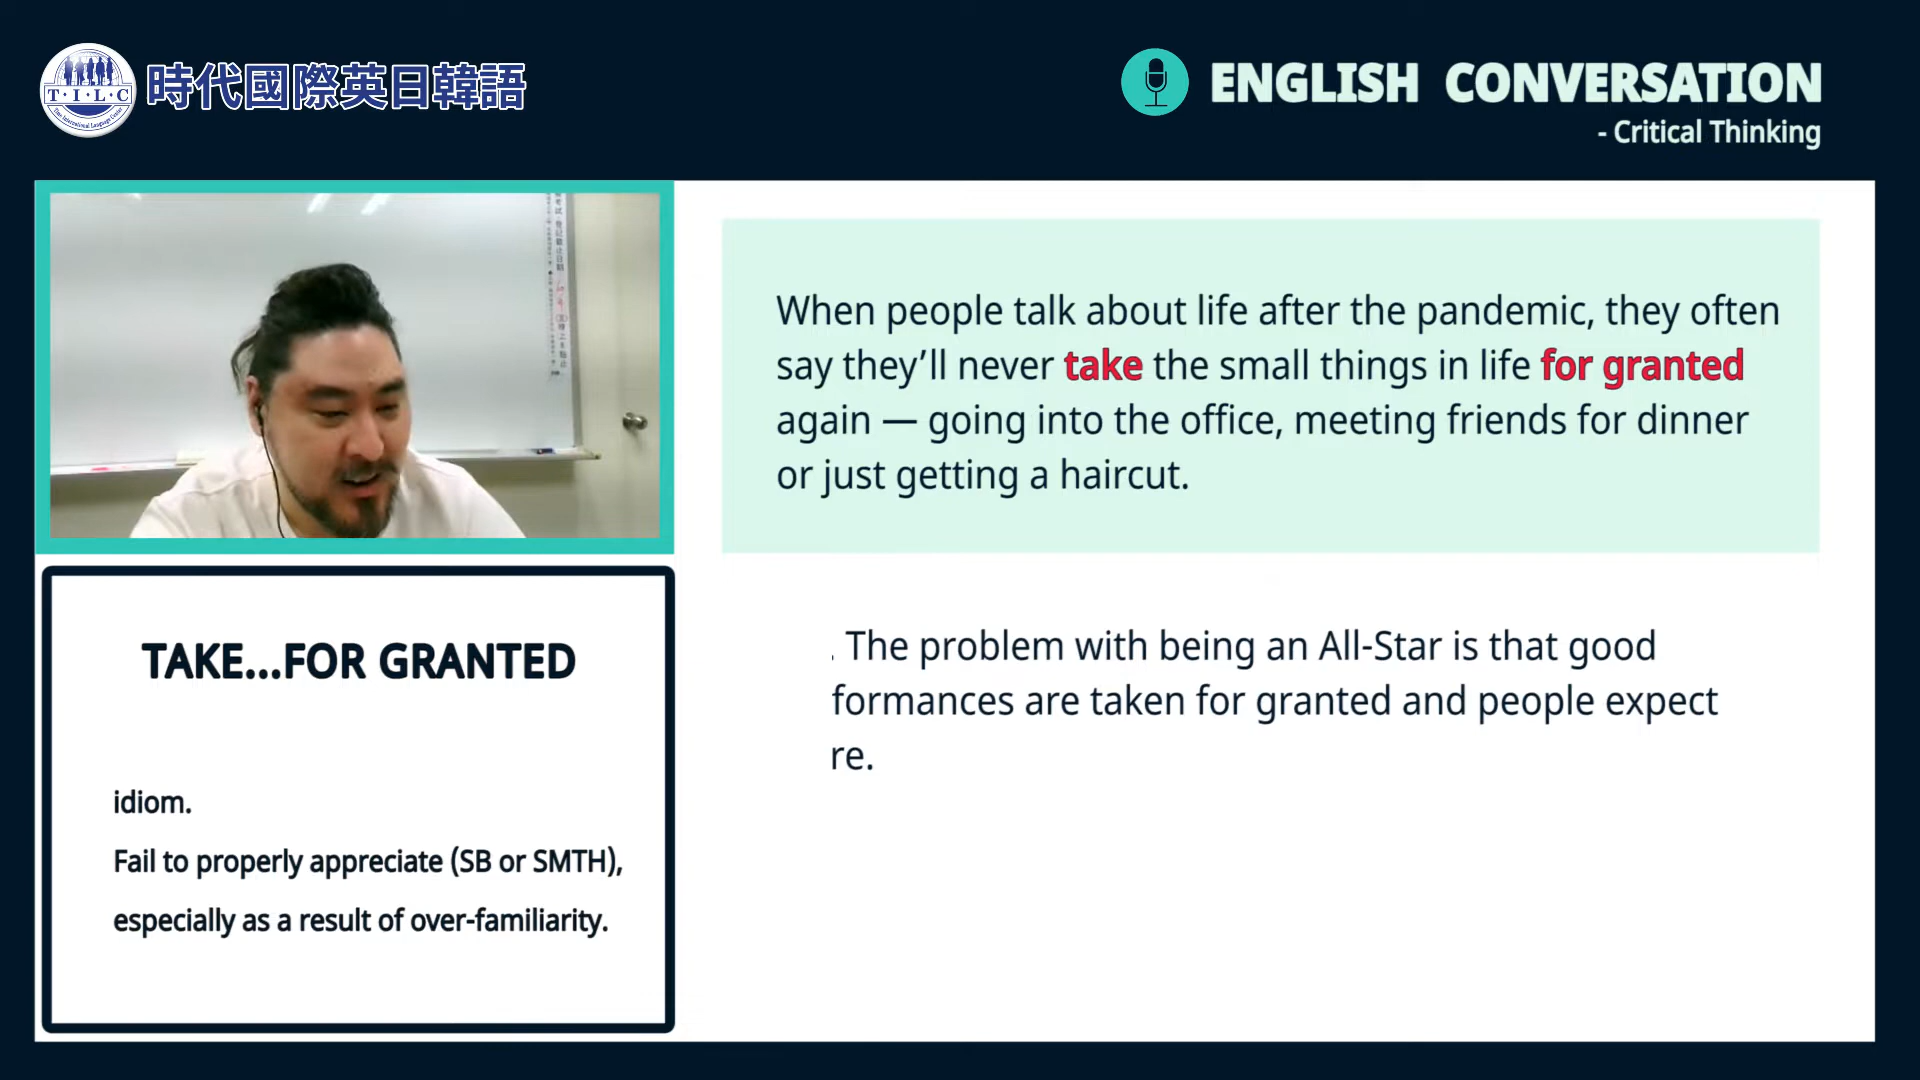 T·I·L·C
時代國際英日韓語
ENGLISH CONVERSATION
- Critical Thinking
When people talk about life after the pandemic, they often
say they’ll never take the small things in life for granted
again — going into the office, meeting friends for dinner
or just getting a haircut.
TAKE...FOR GRANTED
idiom.
Fail to properly appreciate (SB or SMTH),
especially as a result of over-familiarity.
. The problem with being an All-Star is that good
formances are taken for granted and people expect
re.